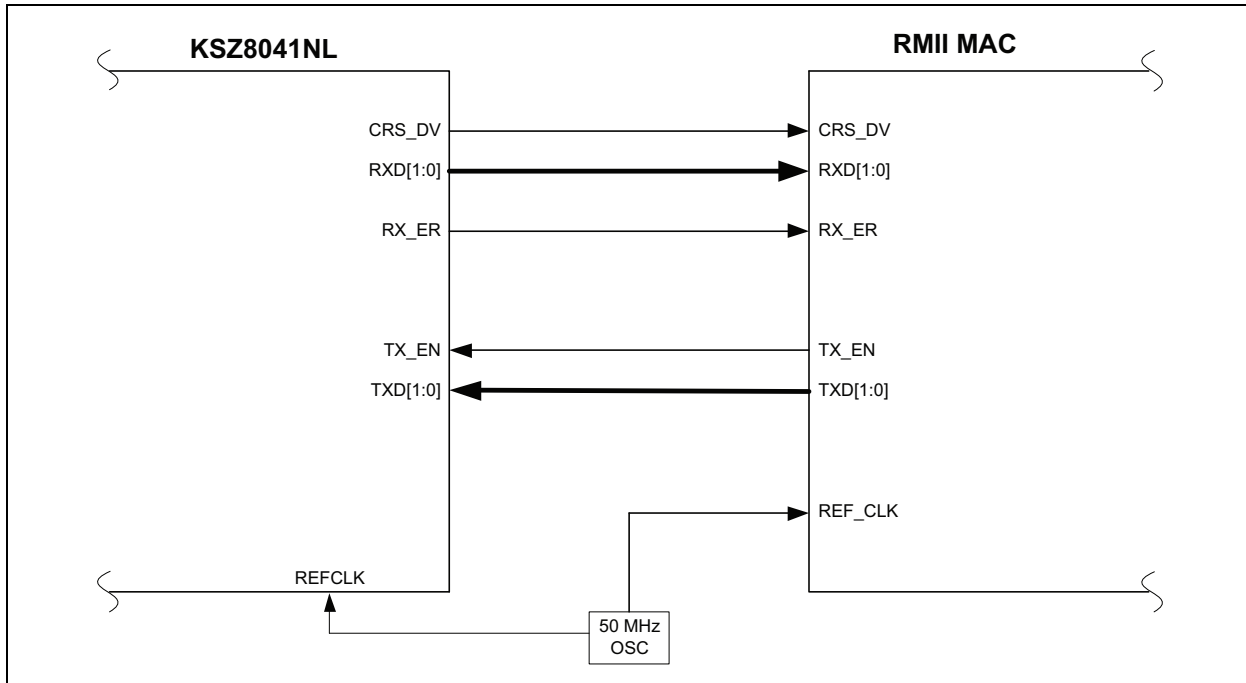 KSZ8041NL
RMII MAC
CRS_DV
CRS_DV
RXD[1:0]
RXD[1:0]
RX_ER
RX_ER
TX_EN
TX_EN
TXD[1:0]
TXD[1:0]
REF_CLK
REFCLK
50 MHz
OSC